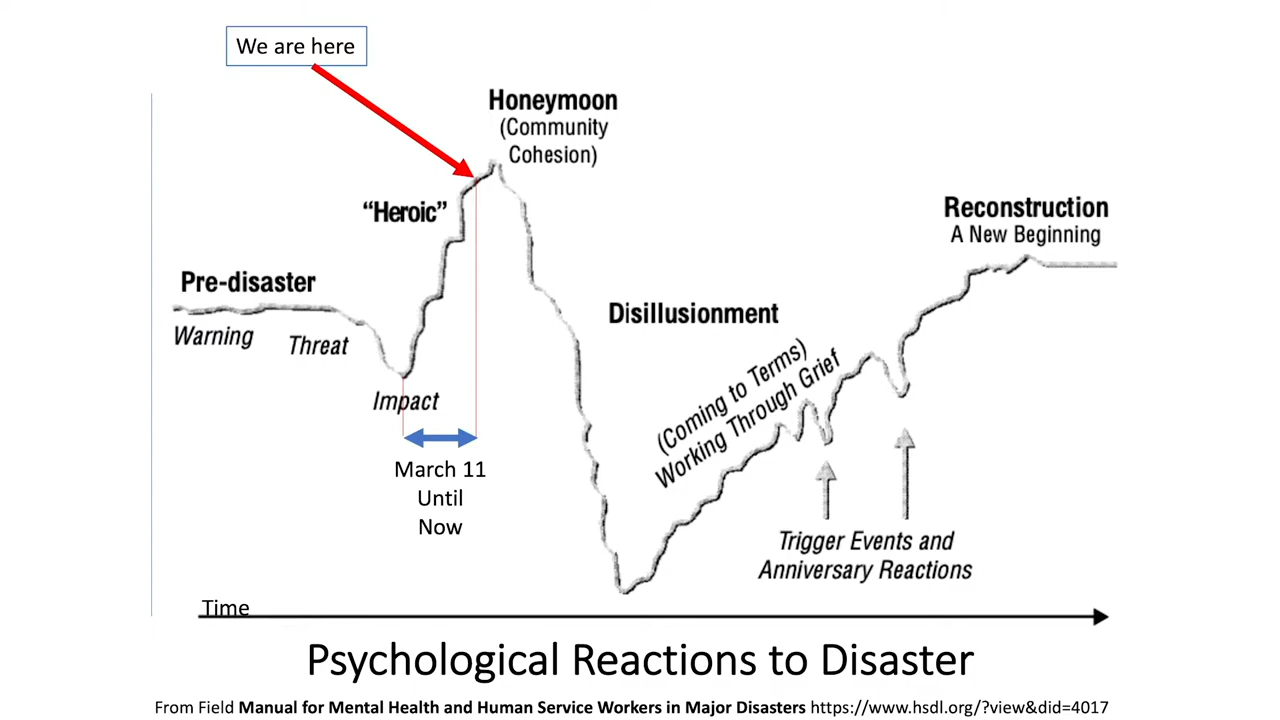 We are here
Honeymoon
(Community
Cohesion)
“Heroic”
Reconstruction
A New Beginning
Pre-disaster
Warning
Threat
Disillusionment
(Coming to Terms)
Working Through Grief
Impact
March 11
Until
Now
Trigger Events and
Anniversary Reactions
Time
Psychological Reactions to Disaster
From Field Manual for Mental Health and Human Service Workers in Major Disasters https://www.hsdl.org/?view&did=4017